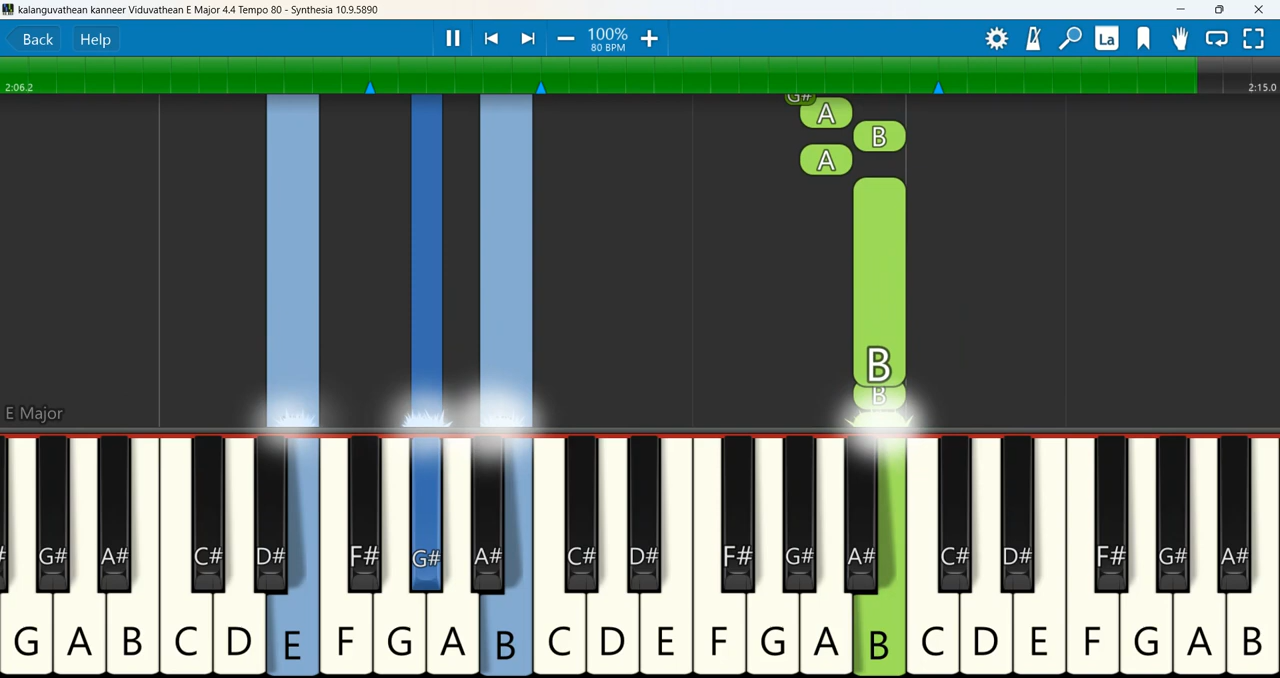 kalanguvathean kanneer Viduvathean E Major 4.4 Tempo 80 - Synthesia 10.9.5890
Back Help 100% La
80 BPM
2:06.2 2:15.0
G#
A
B
A
B
B
E Major
# G# A# C# D# F# G# A# C# D# F# G# A# C# D# F# G# A#
G A B C D E F G A B C D E F G A B C D E F G A B